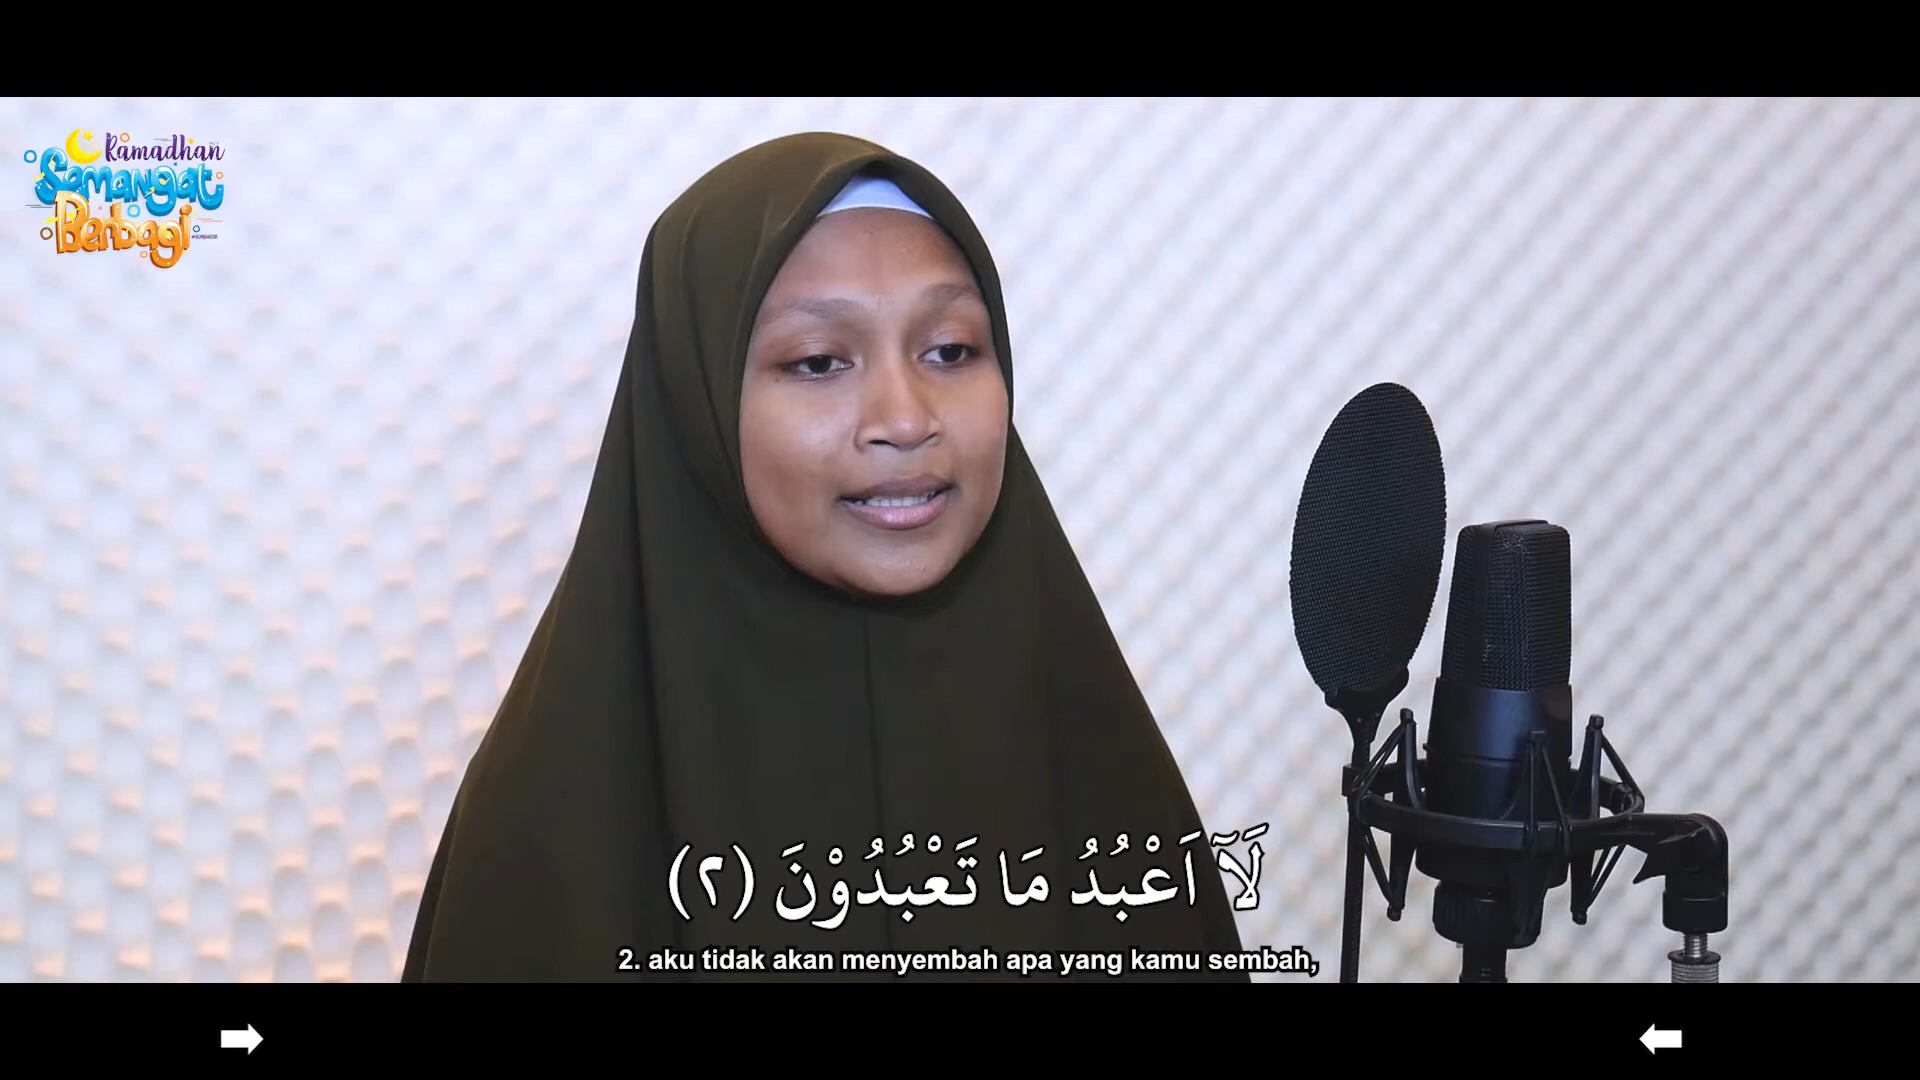 Ramadhan
Semangat
Berbagi
لَآ اَعْبُدُ مَا تَعْبُدُوْنَ (٢)
2. aku tidak akan menyembah apa yang kamu sembah,